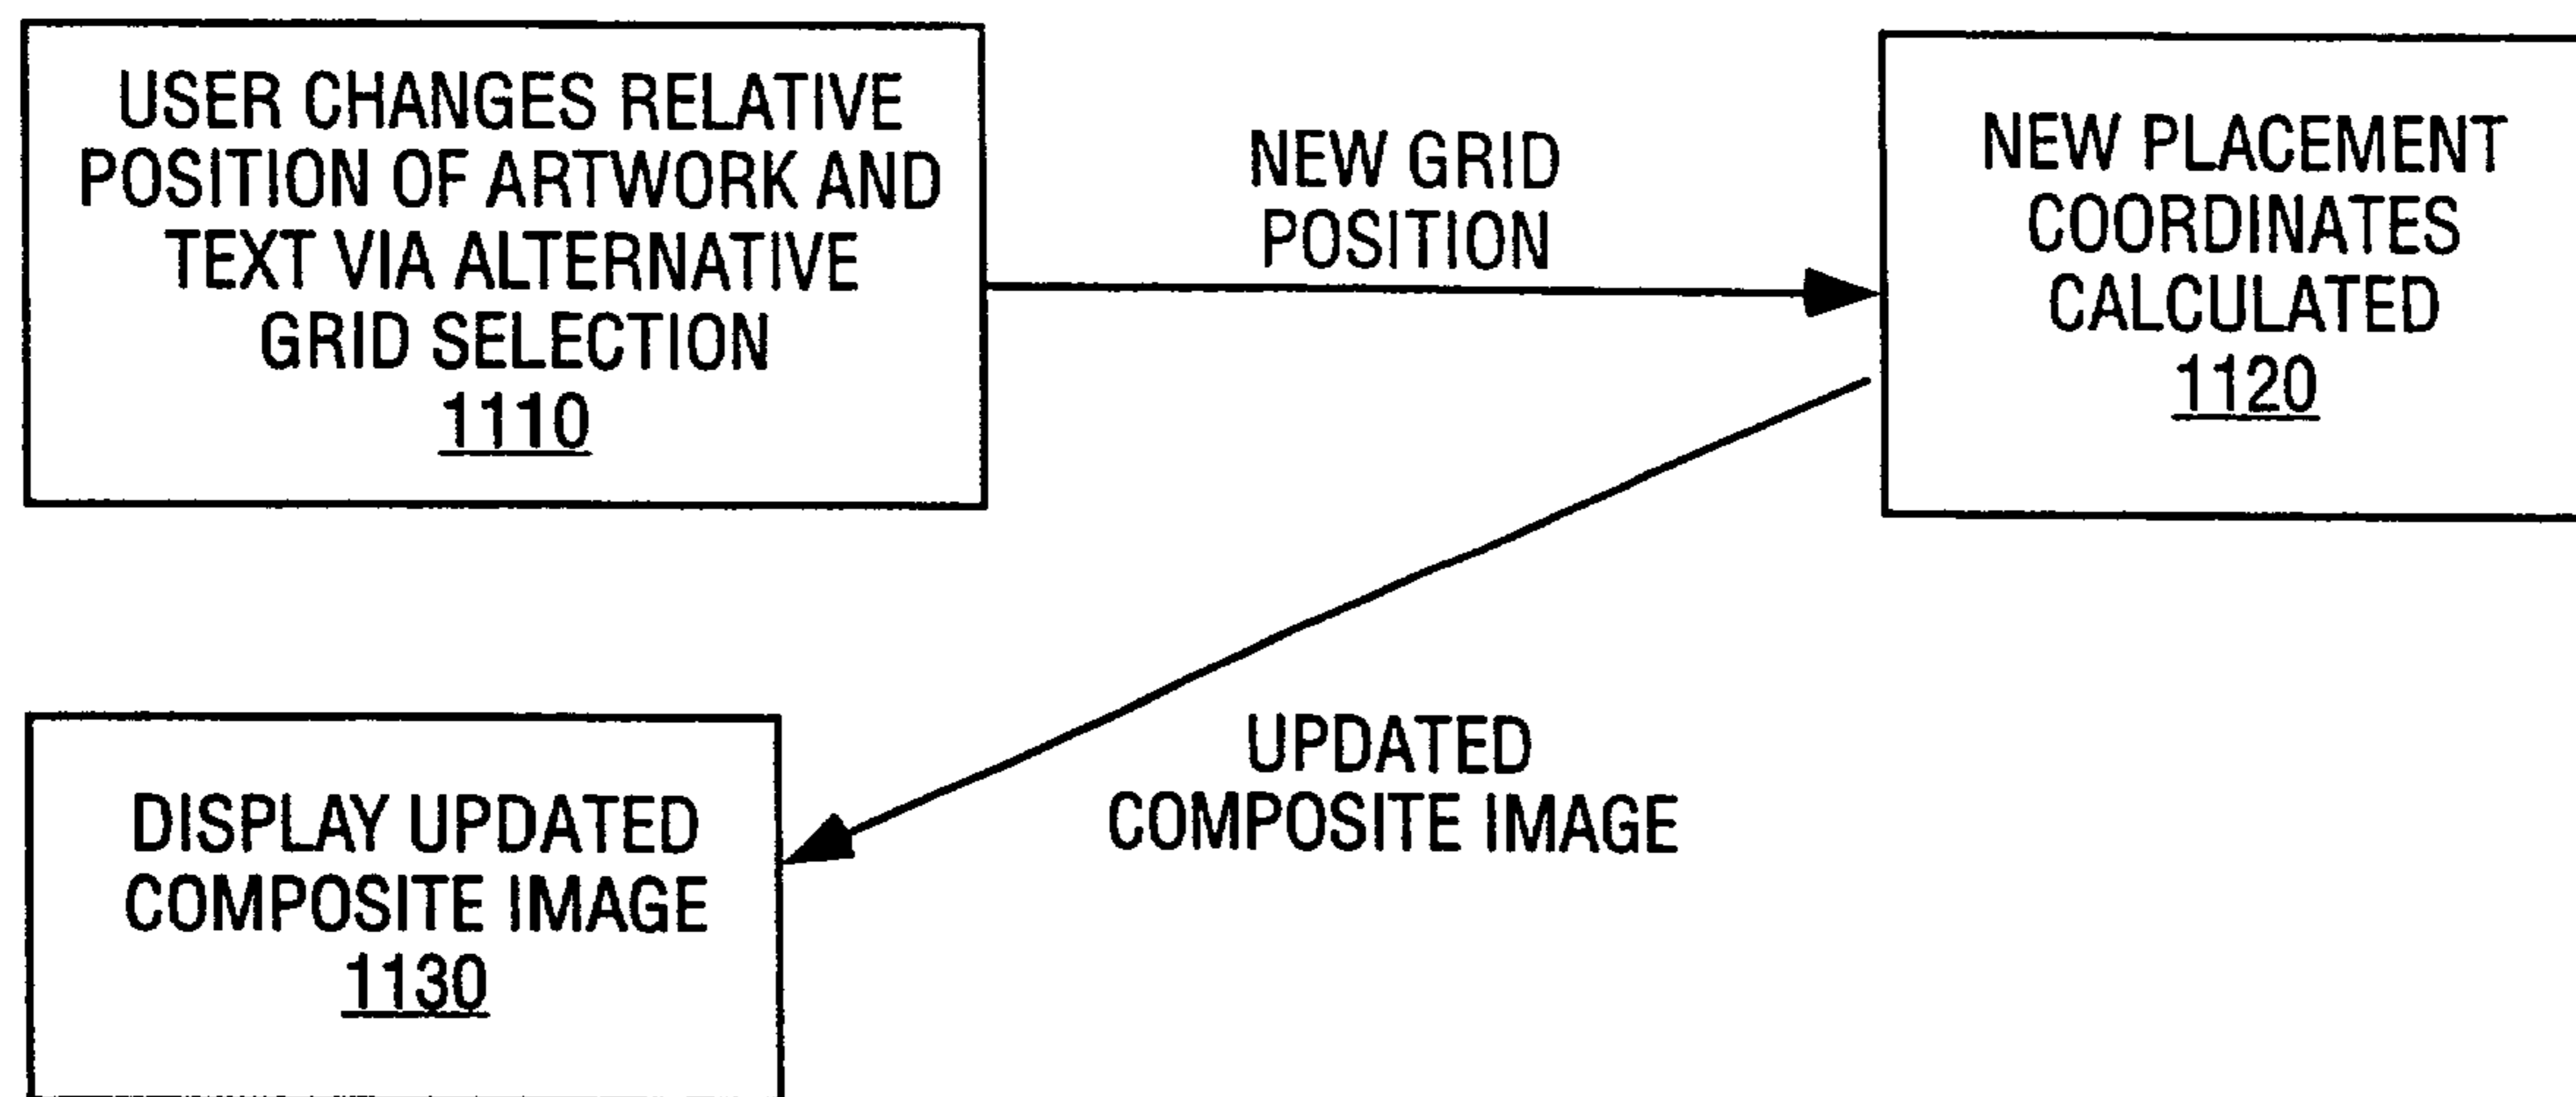 USER CHANGES RELATIVE
POSITION OF ARTWORK AND
TEXT VIA ALTERNATIVE
GRID SELECTION
1110
NEW GRID
POSITION
NEW PLACEMENT
COORDINATES
CALCULATED
1120
UPDATED
COMPOSITE IMAGE
DISPLAY UPDATED
COMPOSITE IMAGE
1130